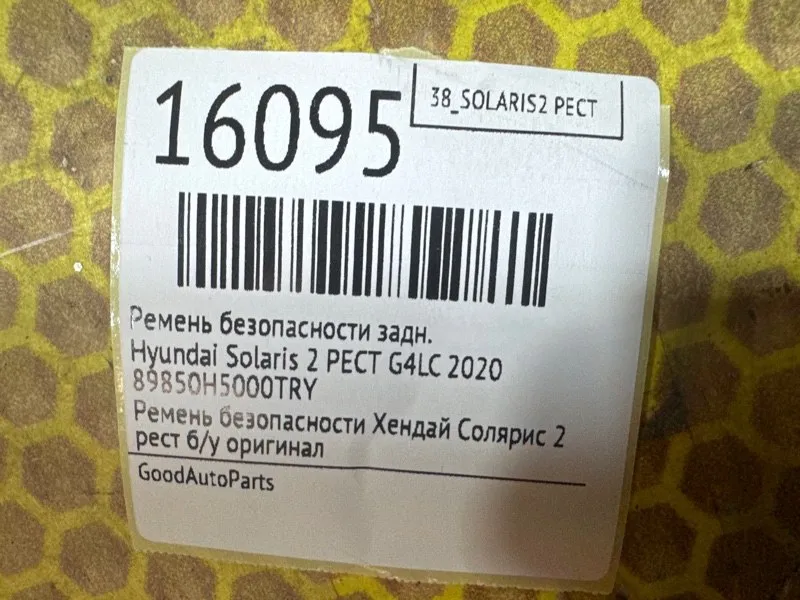 16095
38_SOLARIS2 РЕСТ
Ремень безопасности задн.
Hyundai Solaris 2 РЕСТ G4LC 2020
89850H5000TRY
Ремень безопасности Хендай Солярис 2
рест б/у оригинал
GoodAutoParts